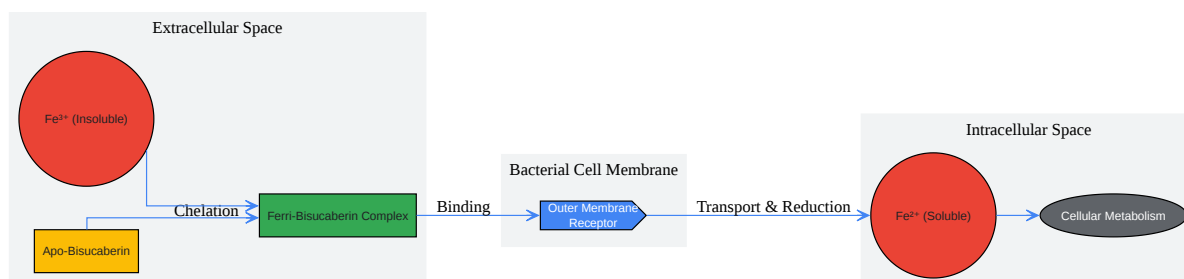 Extracellular Space
Fe³⁺ (Insoluble)
Chelation
Apo-Bisucaberin
Ferri-Bisucaberin Complex
Binding
Bacterial Cell Membrane
Outer Membrane
Receptor
Transport & Reduction
Intracellular Space
Fe²⁺ (Soluble)
Cellular Metabolism